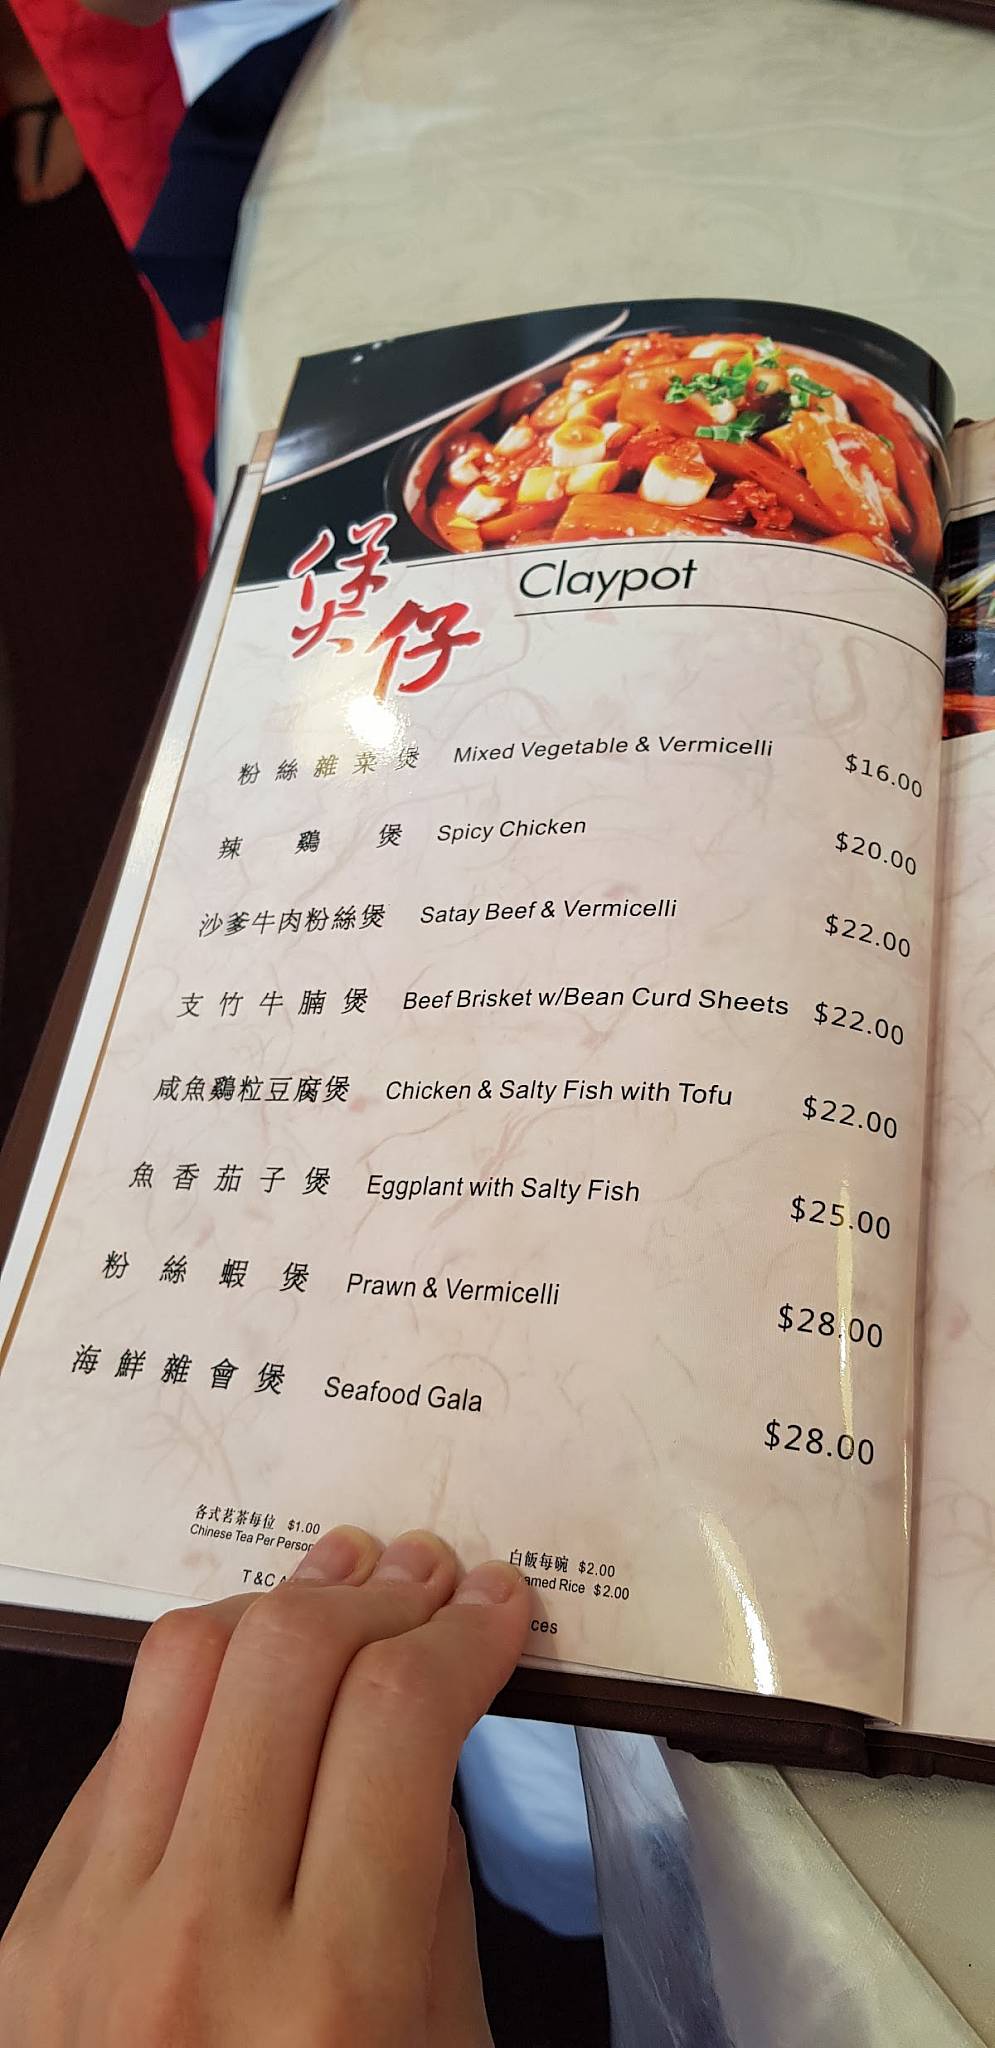 煲仔 Claypot
粉絲雜菜煲 Mixed Vegetable & Vermicelli $16.00
辣鷄煲 Spicy Chicken $20.00
沙爹牛肉粉絲煲 Satay Beef & Vermicelli $22.00
支竹牛腩煲 Beef Brisket w/Bean Curd Sheets $22.00
咸魚鷄粒豆腐煲 Chicken & Salty Fish with Tofu $22.00
魚香茄子煲 Eggplant with Salty Fish $25.00
粉絲蝦煲 Prawn & Vermicelli $28.00
海鮮雜會煲 Seafood Gala $28.00
各式茗茶每位 $1.00 白飯每碗 $2.00
Chinese Tea Per Person Rice $2.00
T&C